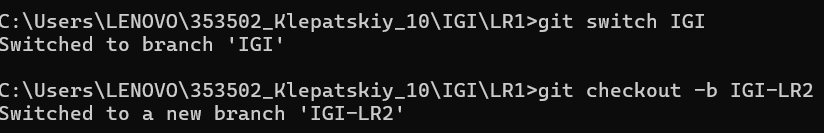 C:\Users\LENOVO\353502_Klepatskiy_10\IGI\LR1>git switch IGI
Switched to branch 'IGI'
C:\Users\LENOVO\353502_Klepatskiy_10\IGI\LR1>git checkout -b IGI-LR2
Switched to a new branch 'IGI-LR2'